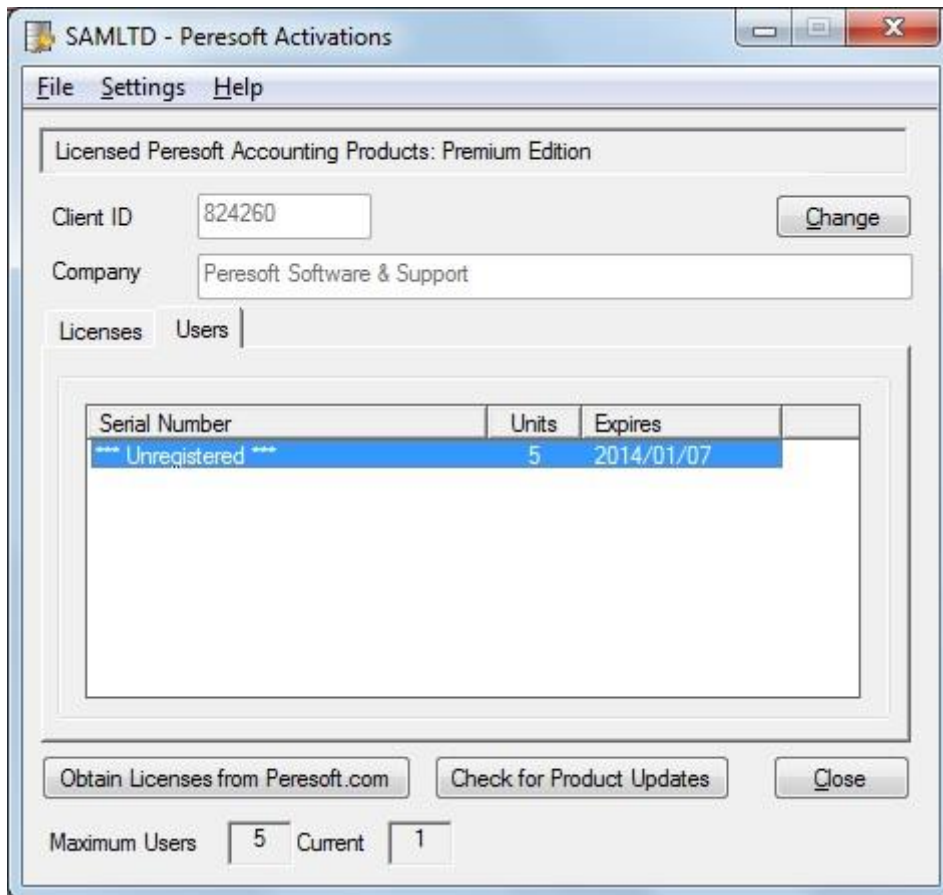 SAMLTD - Peresoft Activations
File Settings Help
Licensed Peresoft Accounting Products: Premium Edition
Client ID 824260 Change
Company Peresoft Software & Support
Licenses Users
Serial Number Units Expires
*** Unregistered *** 5 2014/01/07
Obtain Licenses from Peresoft.com Check for Product Updates Close
Maximum Users 5 Current 1